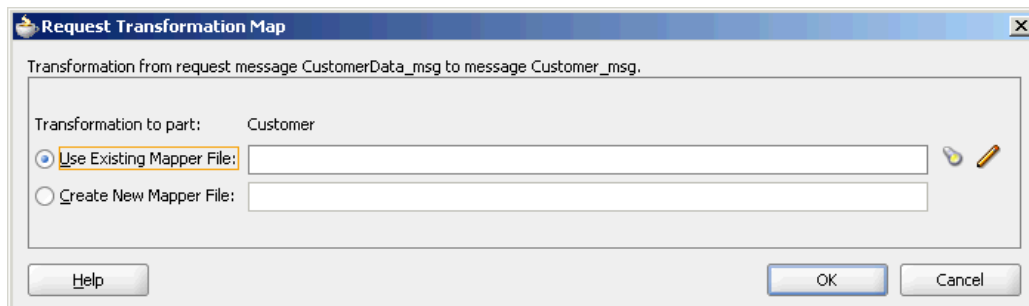 Request Transformation Map
Transformation from request message CustomerData_msg to message Customer_msg.
Transformation to part: Customer
Use Existing Mapper File:
Create New Mapper File:
Help OK Cancel